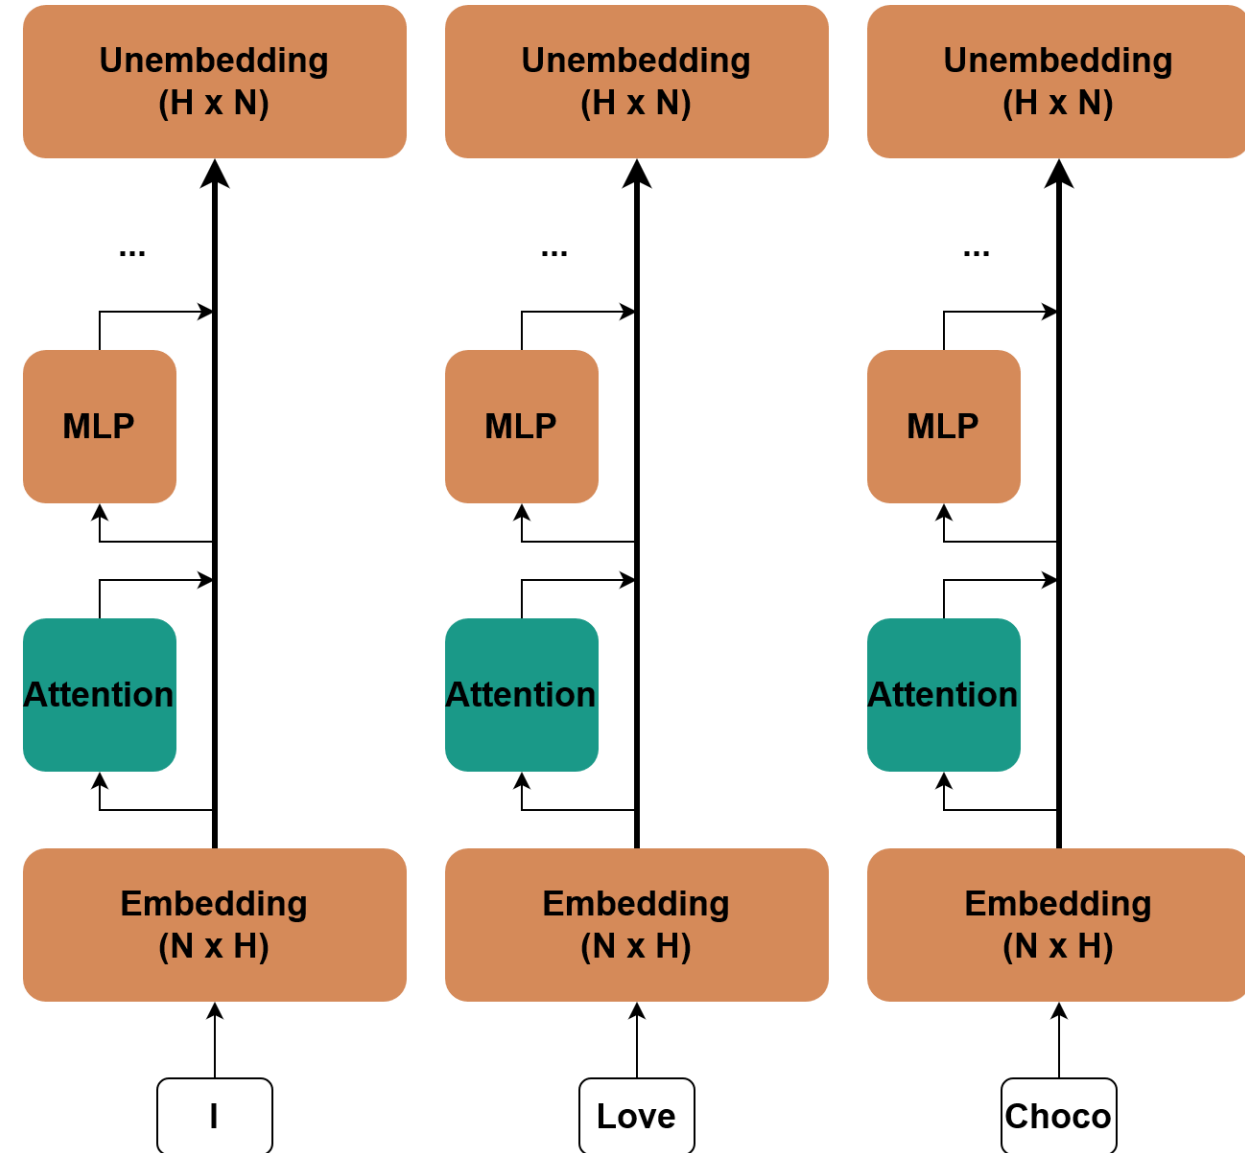 Unembedding
(H x N)
Unembedding
(H x N)
Unembedding
(H x N)
...
...
...
MLP
MLP
MLP
Attention
Attention
Attention
Embedding
(N x H)
Embedding
(N x H)
Embedding
(N x H)
I
Love
Choco